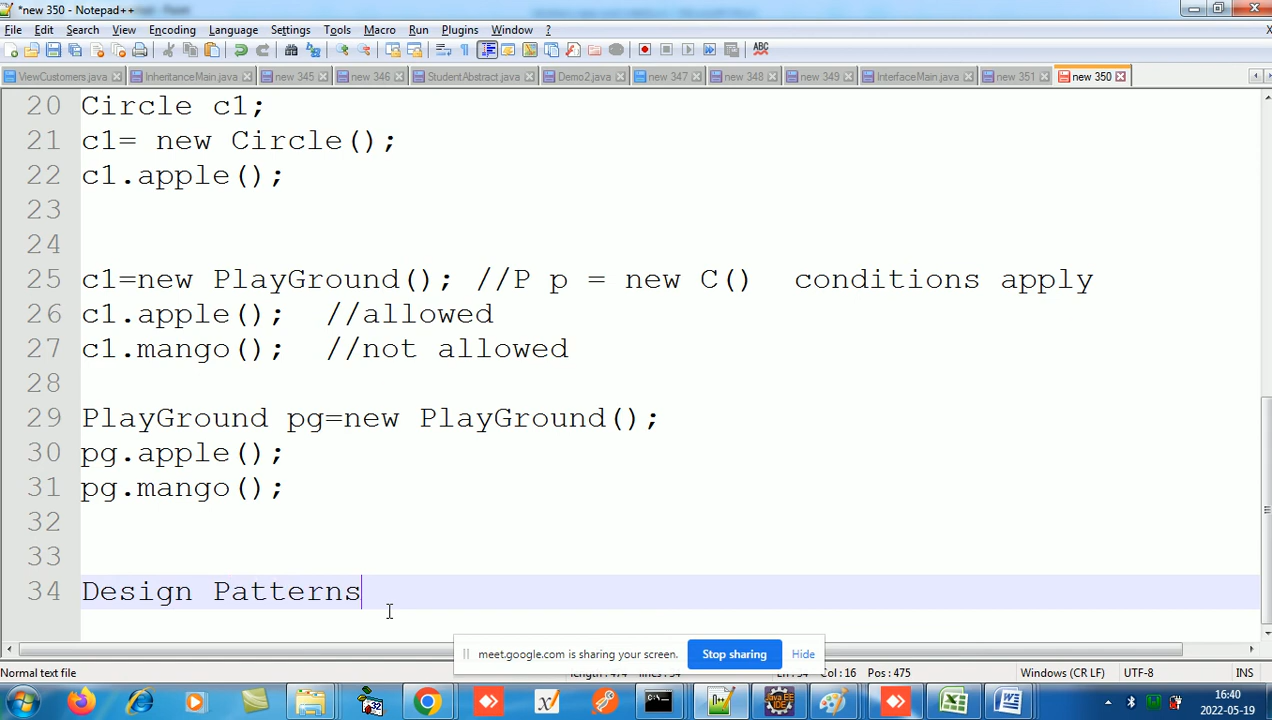 *new 350 - Notepad++
File Edit Search View Encoding Language Settings Tools Macro Run Plugins Window ? X
ViewCustomers.java InheritanceMain.java new 345 new 346 StudentAbstract.java Demo2.java new 347 new 348 new 349 InterfaceMain.java new 351 new 350
20 Circle c1;
21 c1= new Circle();
22 c1.apple();
23
24
25 c1=new PlayGround(); //P p = new C() conditions apply
26 c1.apple(); //allowed
27 c1.mango(); //not allowed
28
29 PlayGround pg=new PlayGround();
30 pg.apple();
31 pg.mango();
32
33
34 Design Patterns
meet.google.com is sharing your screen. Stop sharing Hide
Normal text file Col : 16 Pos : 475 Windows (CR LF) UTF-8 INS
16:40
2022-05-19